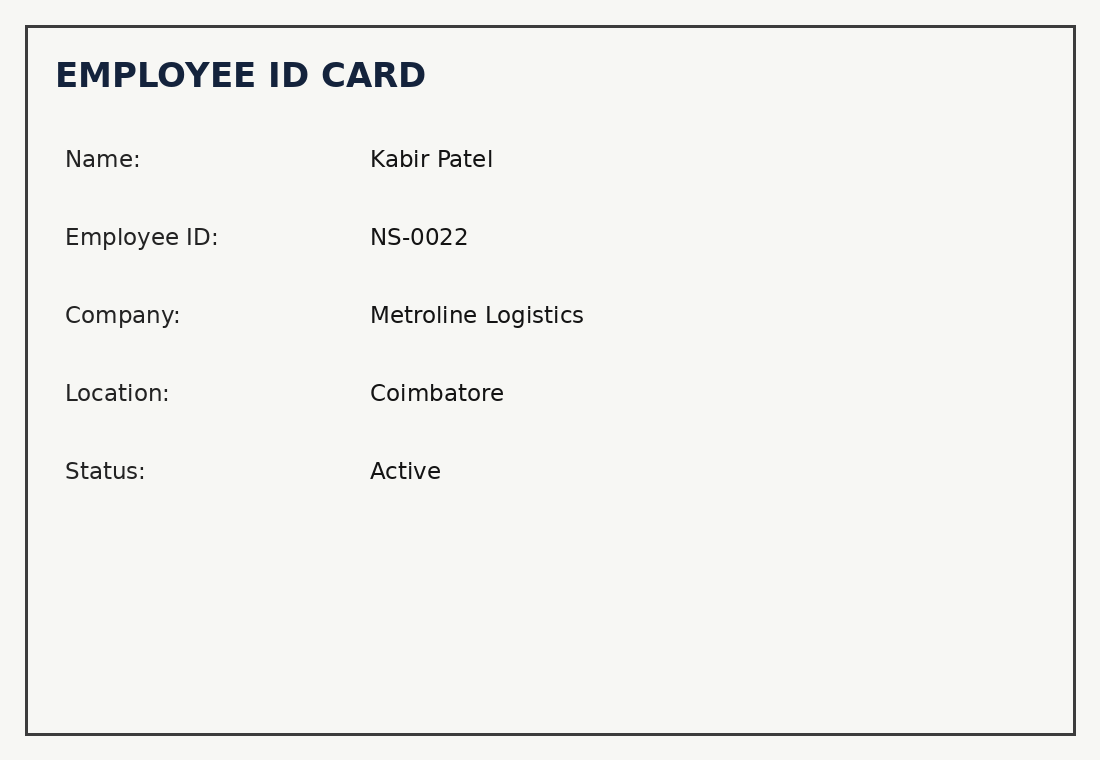 EMPLOYEE ID CARD
Name: Kabir Patel
Employee ID: NS-0022
Company: Metroline Logistics
Location: Coimbatore
Status: Active